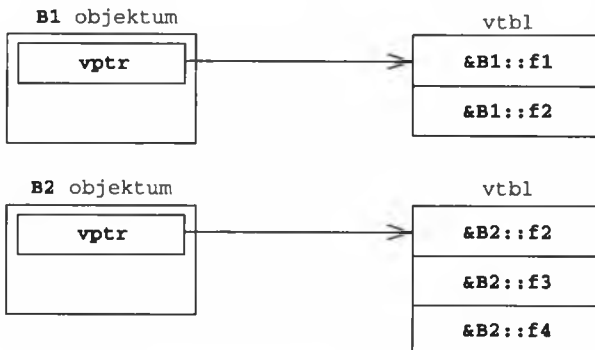 B1 objektum
vtbl
vptr
&B1::f1
&B1::f2
B2 objektum
vtbl
vptr
&B2::f2
&B2::f3
&B2::f4